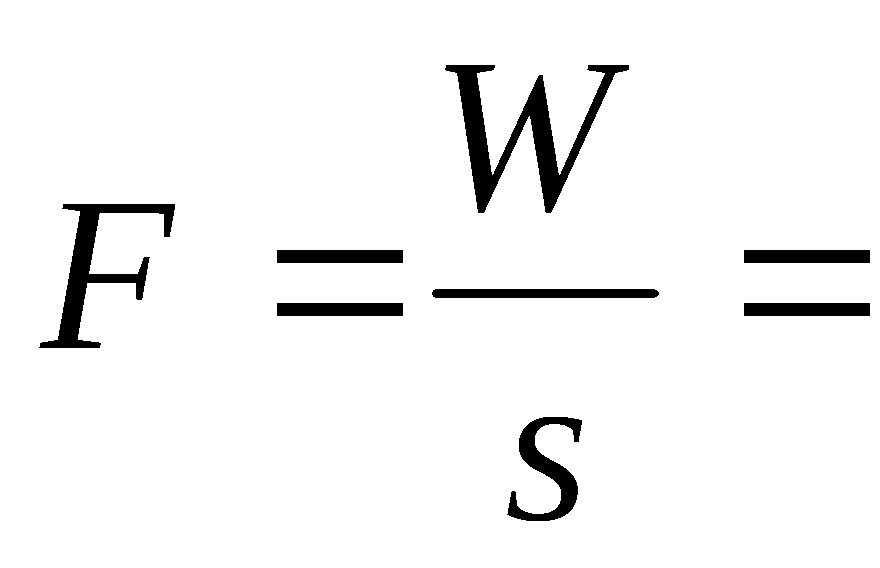 F = W/s =